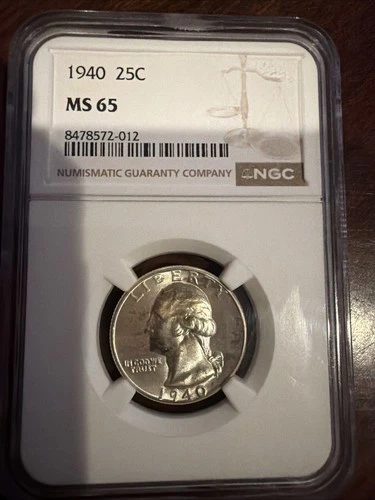 1940 25C
MS 65
8478572-012
NUMISMATIC GUARANTY COMPANY
NGC
LIBERTY
IN GOD WE
TRUST
1940